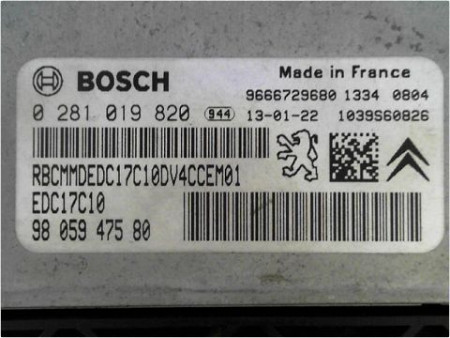 BOSCH
Made in France
9666729680 1334 0804
0 281 019 820 944 13-01-22 1039S60826
RBCMMDEDC17C10DV4CCEM01
EDC17C10
98 059 475 80